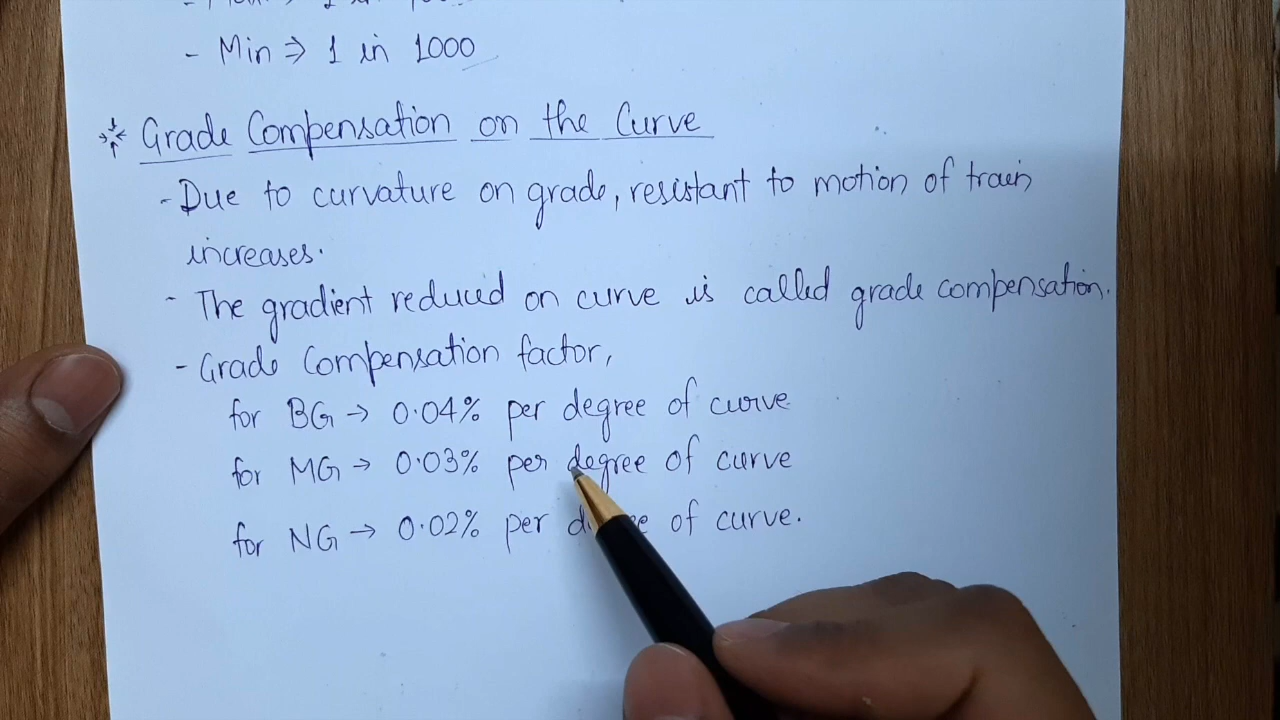 - Min ⇒ 1 in 1000
Grade Compensation on the Curve
- Due to curvature on grade, resistant to motion of train
increases.
- The gradient reduced on curve is called grade compensation.
- Grade Compensation factor,
for BG → 0.04% per degree of curve
for MG → 0.03% per degree of curve
for NG → 0.02% per degree of curve.